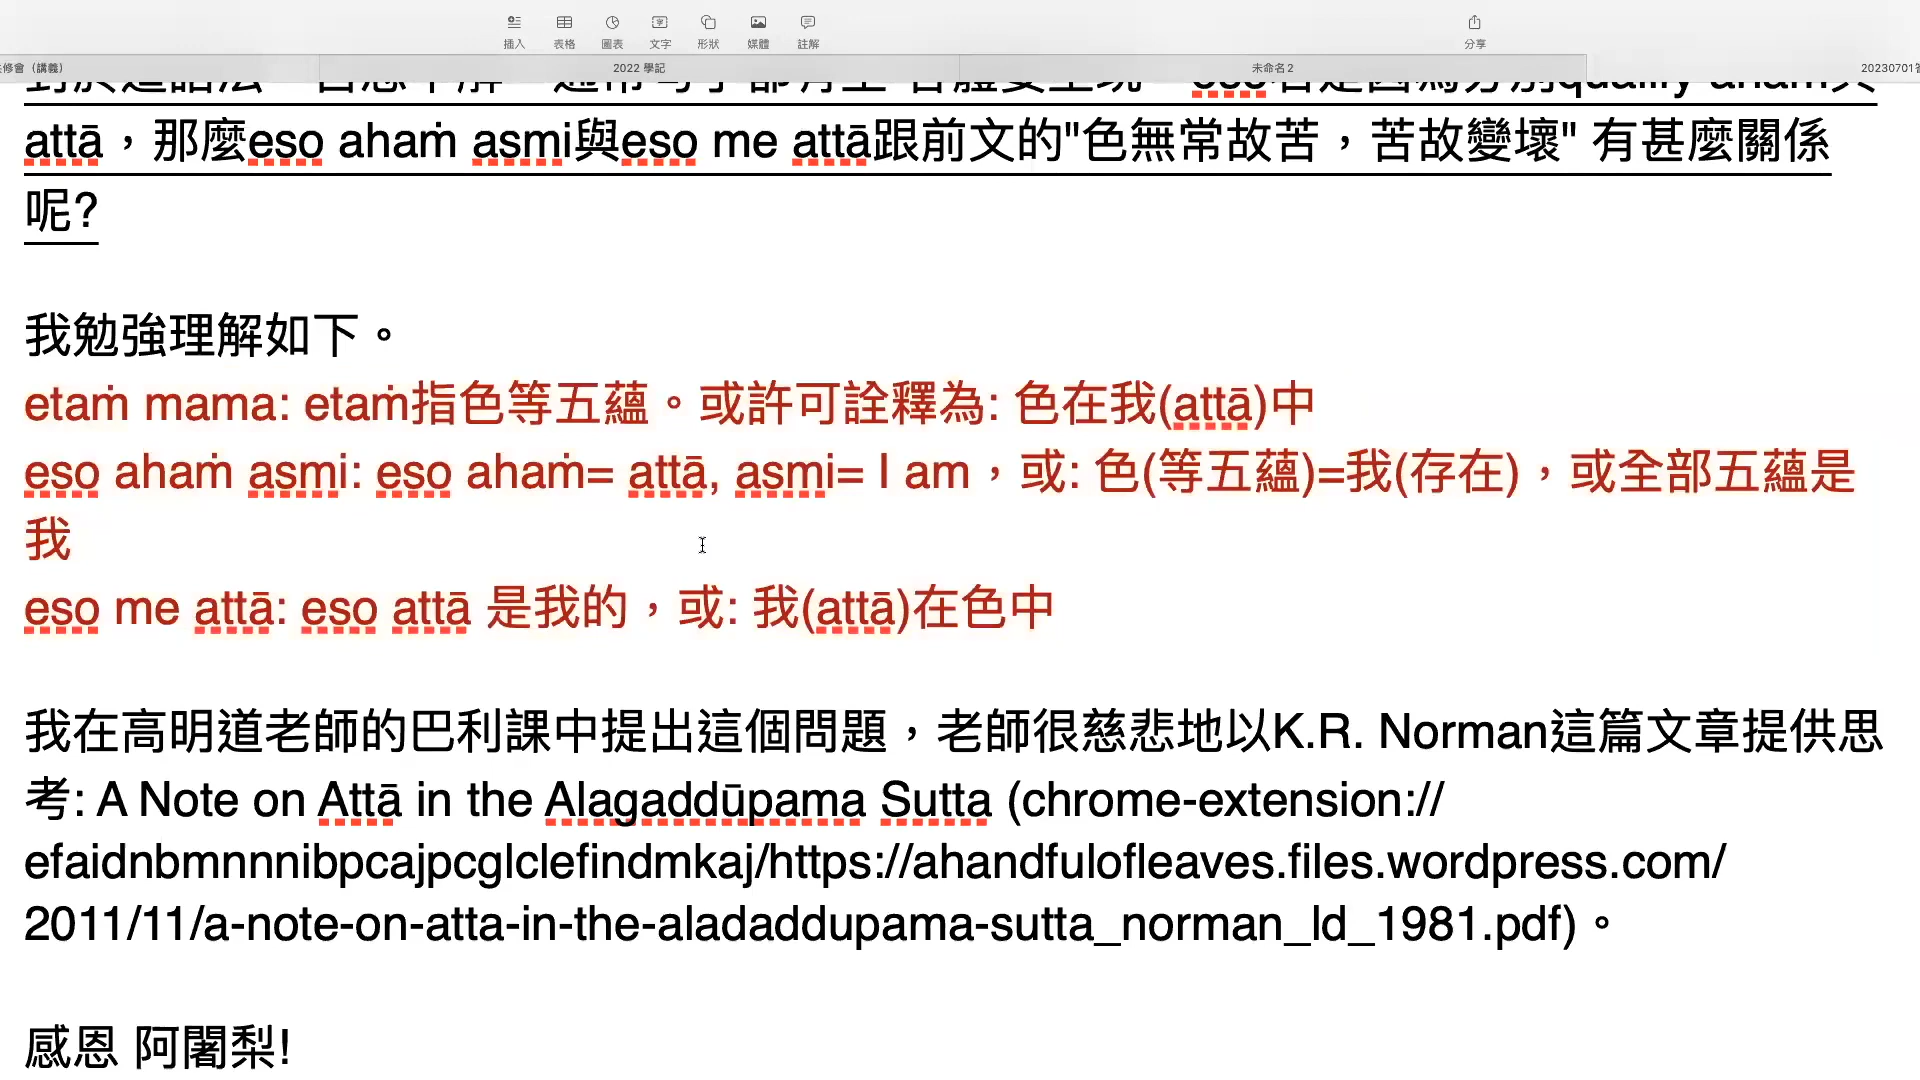 插入 表格 圖表 文字 形狀 媒體 註解 分享
修會（講義） 2022 學記 未命名 2 20230701
attā，那麼eso ahaṁ asmi與eso me attā跟前文的"色無常故苦，苦故變壞" 有甚麼關係
呢?
我勉強理解如下。
etaṁ mama: etaṁ指色等五蘊。或許可詮釋為: 色在我(attā)中
eso ahaṁ asmi: eso ahaṁ= attā, asmi= I am，或: 色(等五蘊)=我(存在)，或全部五蘊是
我
eso me attā: eso attā 是我的，或: 我(attā)在色中
我在高明道老師的巴利課中提出這個問題，老師很慈悲地以K.R. Norman這篇文章提供思
考: A Note on Attā in the Alagaddūpama Sutta (chrome-extension://
efaidnbmnnnibpcajpcglclefindmkaj/https://ahandfulofleaves.files.wordpress.com/
2011/11/a-note-on-atta-in-the-aladaddupama-sutta_norman_ld_1981.pdf)。
感恩 阿闍梨!